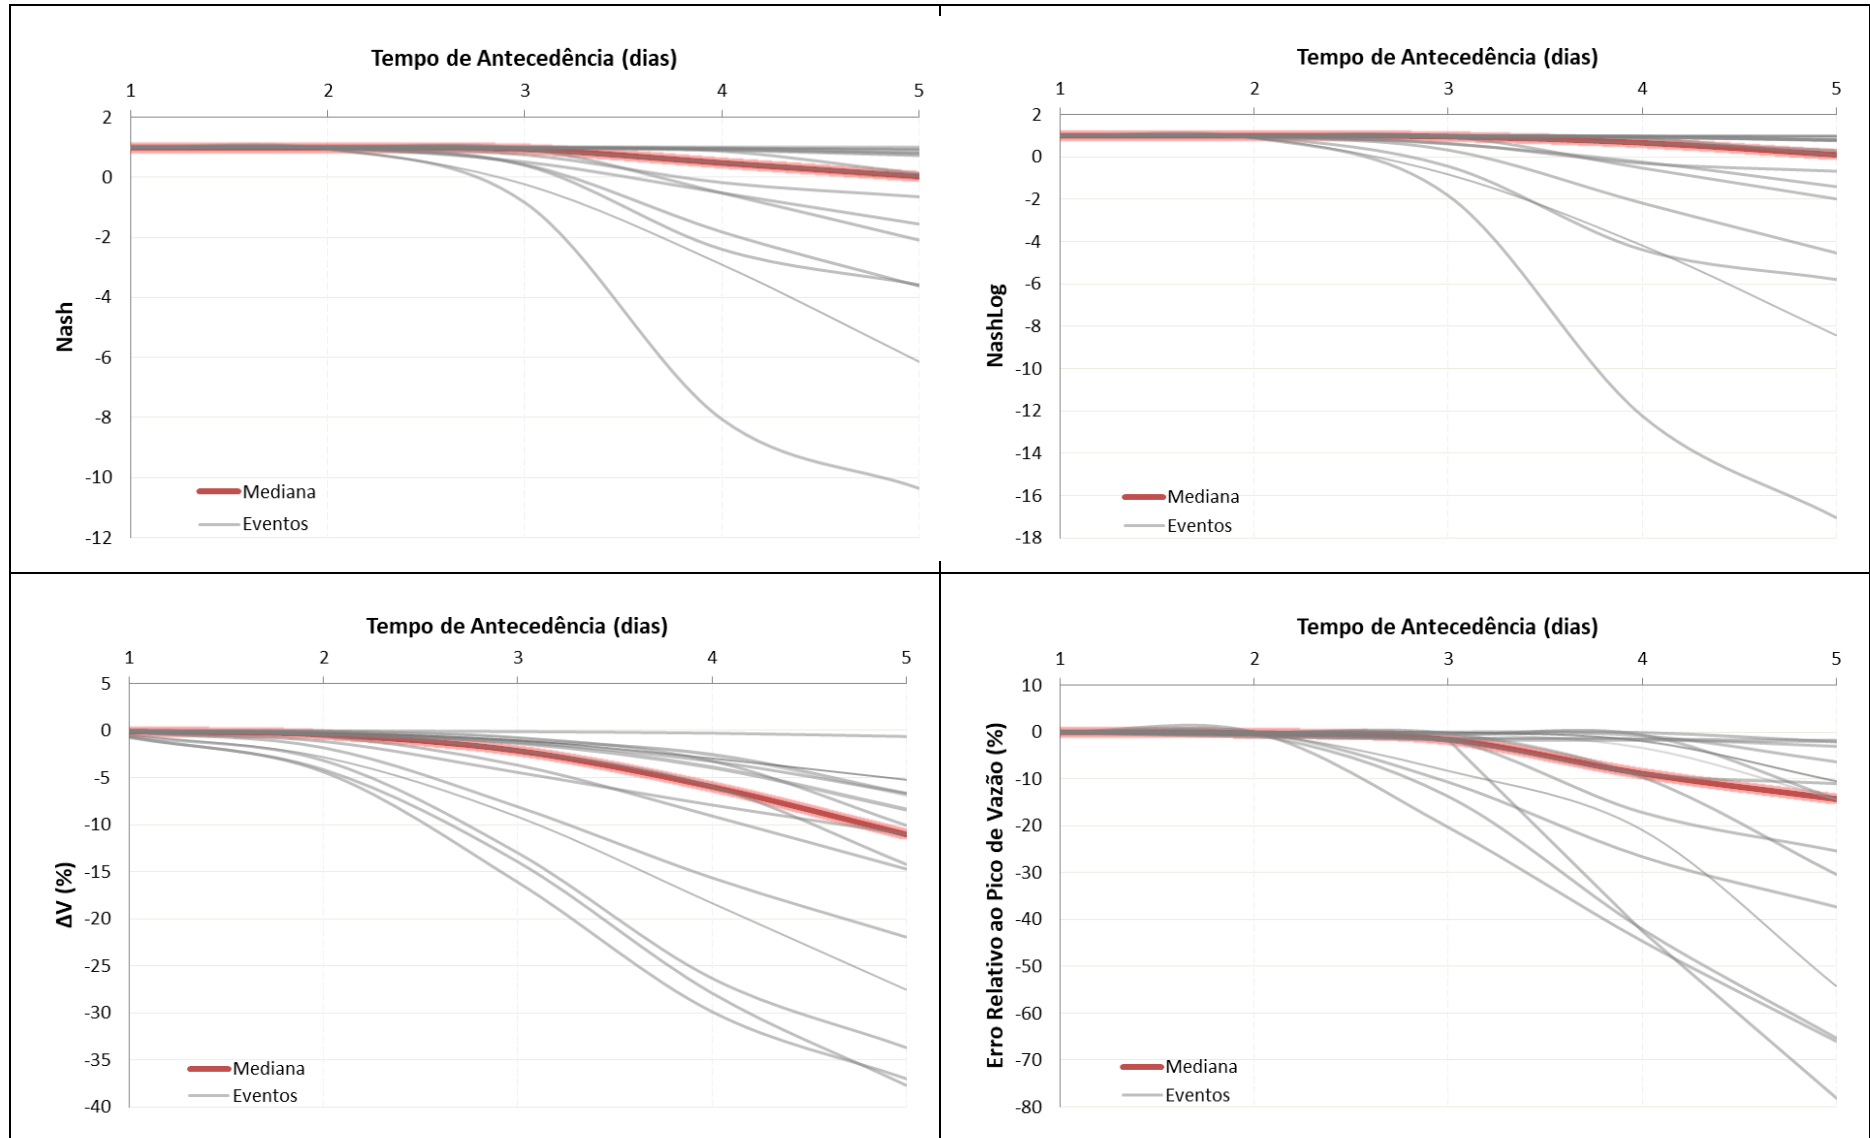 Tempo de Antecedência (dias)
1 2 3 4 5
2
0
-2
-4
-6
-8
-10
-12
Nash
Mediana
Eventos
Tempo de Antecedência (dias)
1 2 3 4 5
2
0
-2
-4
-6
-8
-10
-12
-14
-16
-18
NashLog
Mediana
Eventos
Tempo de Antecedência (dias)
1 2 3 4 5
5
0
-5
-10
-15
-20
-25
-30
-35
-40
ΔV (%)
Mediana
Eventos
Tempo de Antecedência (dias)
1 2 3 4 5
10
0
-10
-20
-30
-40
-50
-60
-70
-80
Erro Relativo ao Pico de Vazão (%)
Mediana
Eventos